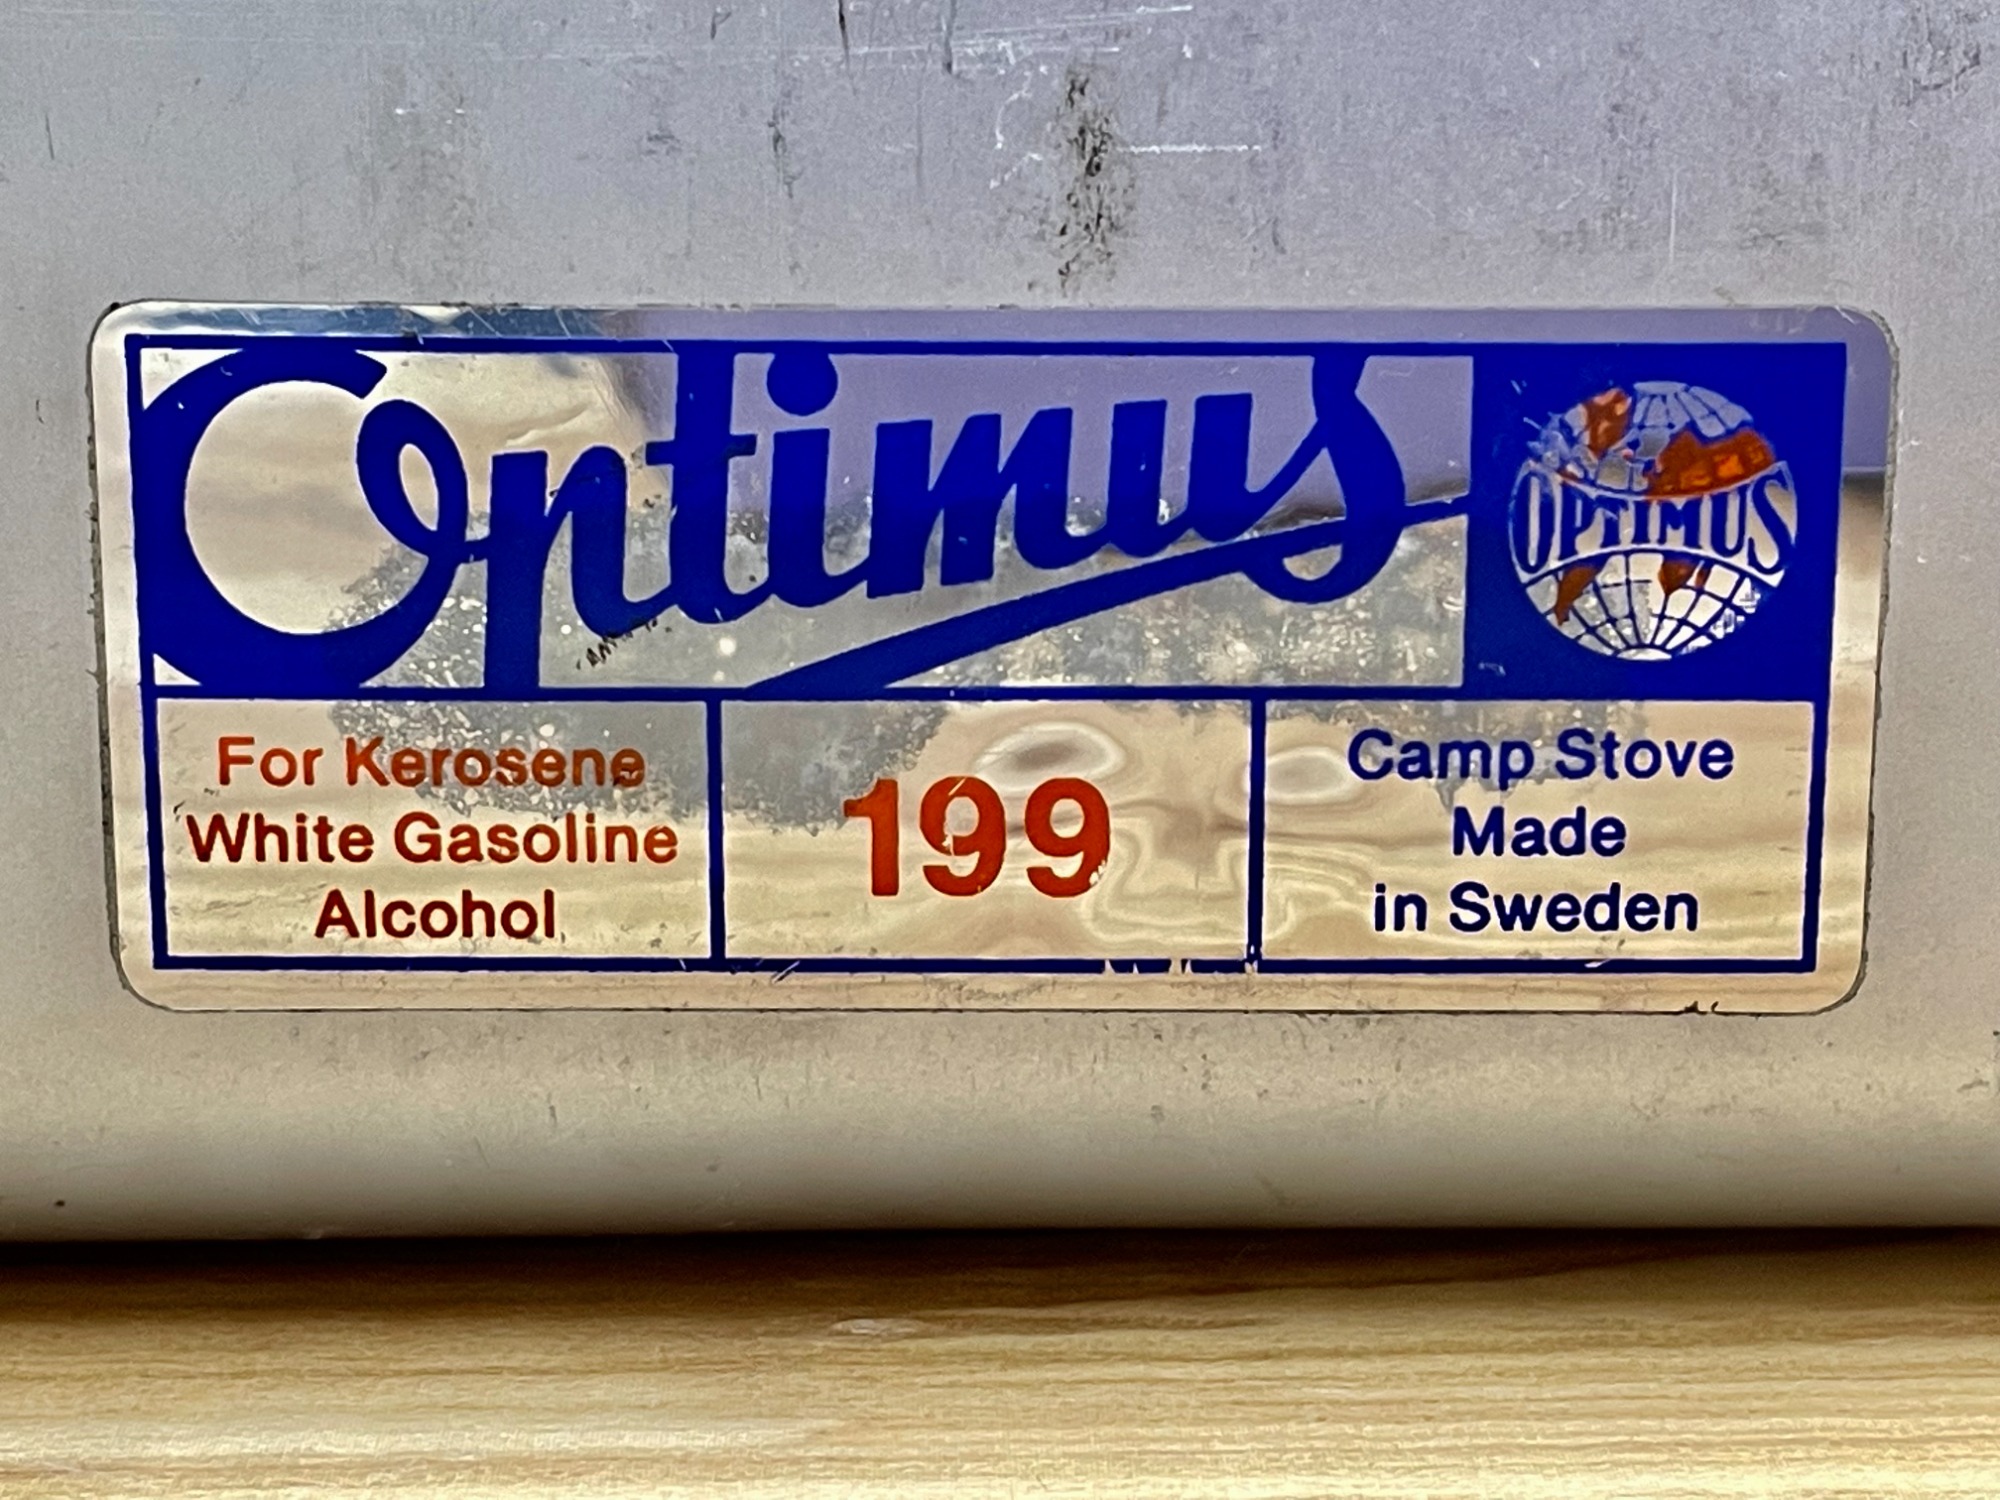 Optimus
OPTIMUS
For Kerosene
White Gasoline
Alcohol
199
Camp Stove
Made
in Sweden